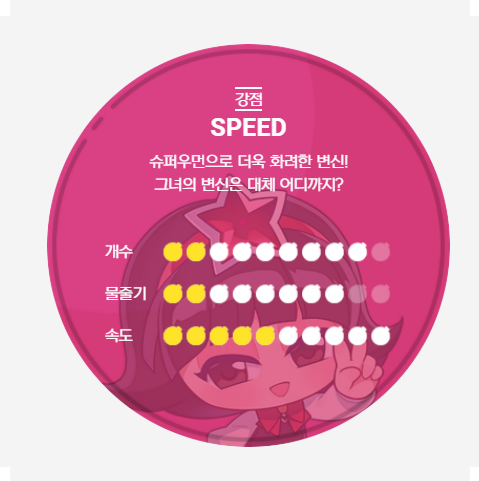 강점
SPEED
슈퍼우먼으로 더욱 화려한 변신!
그녀의 변신은 대체 어디까지?
개수
물줄기
속도